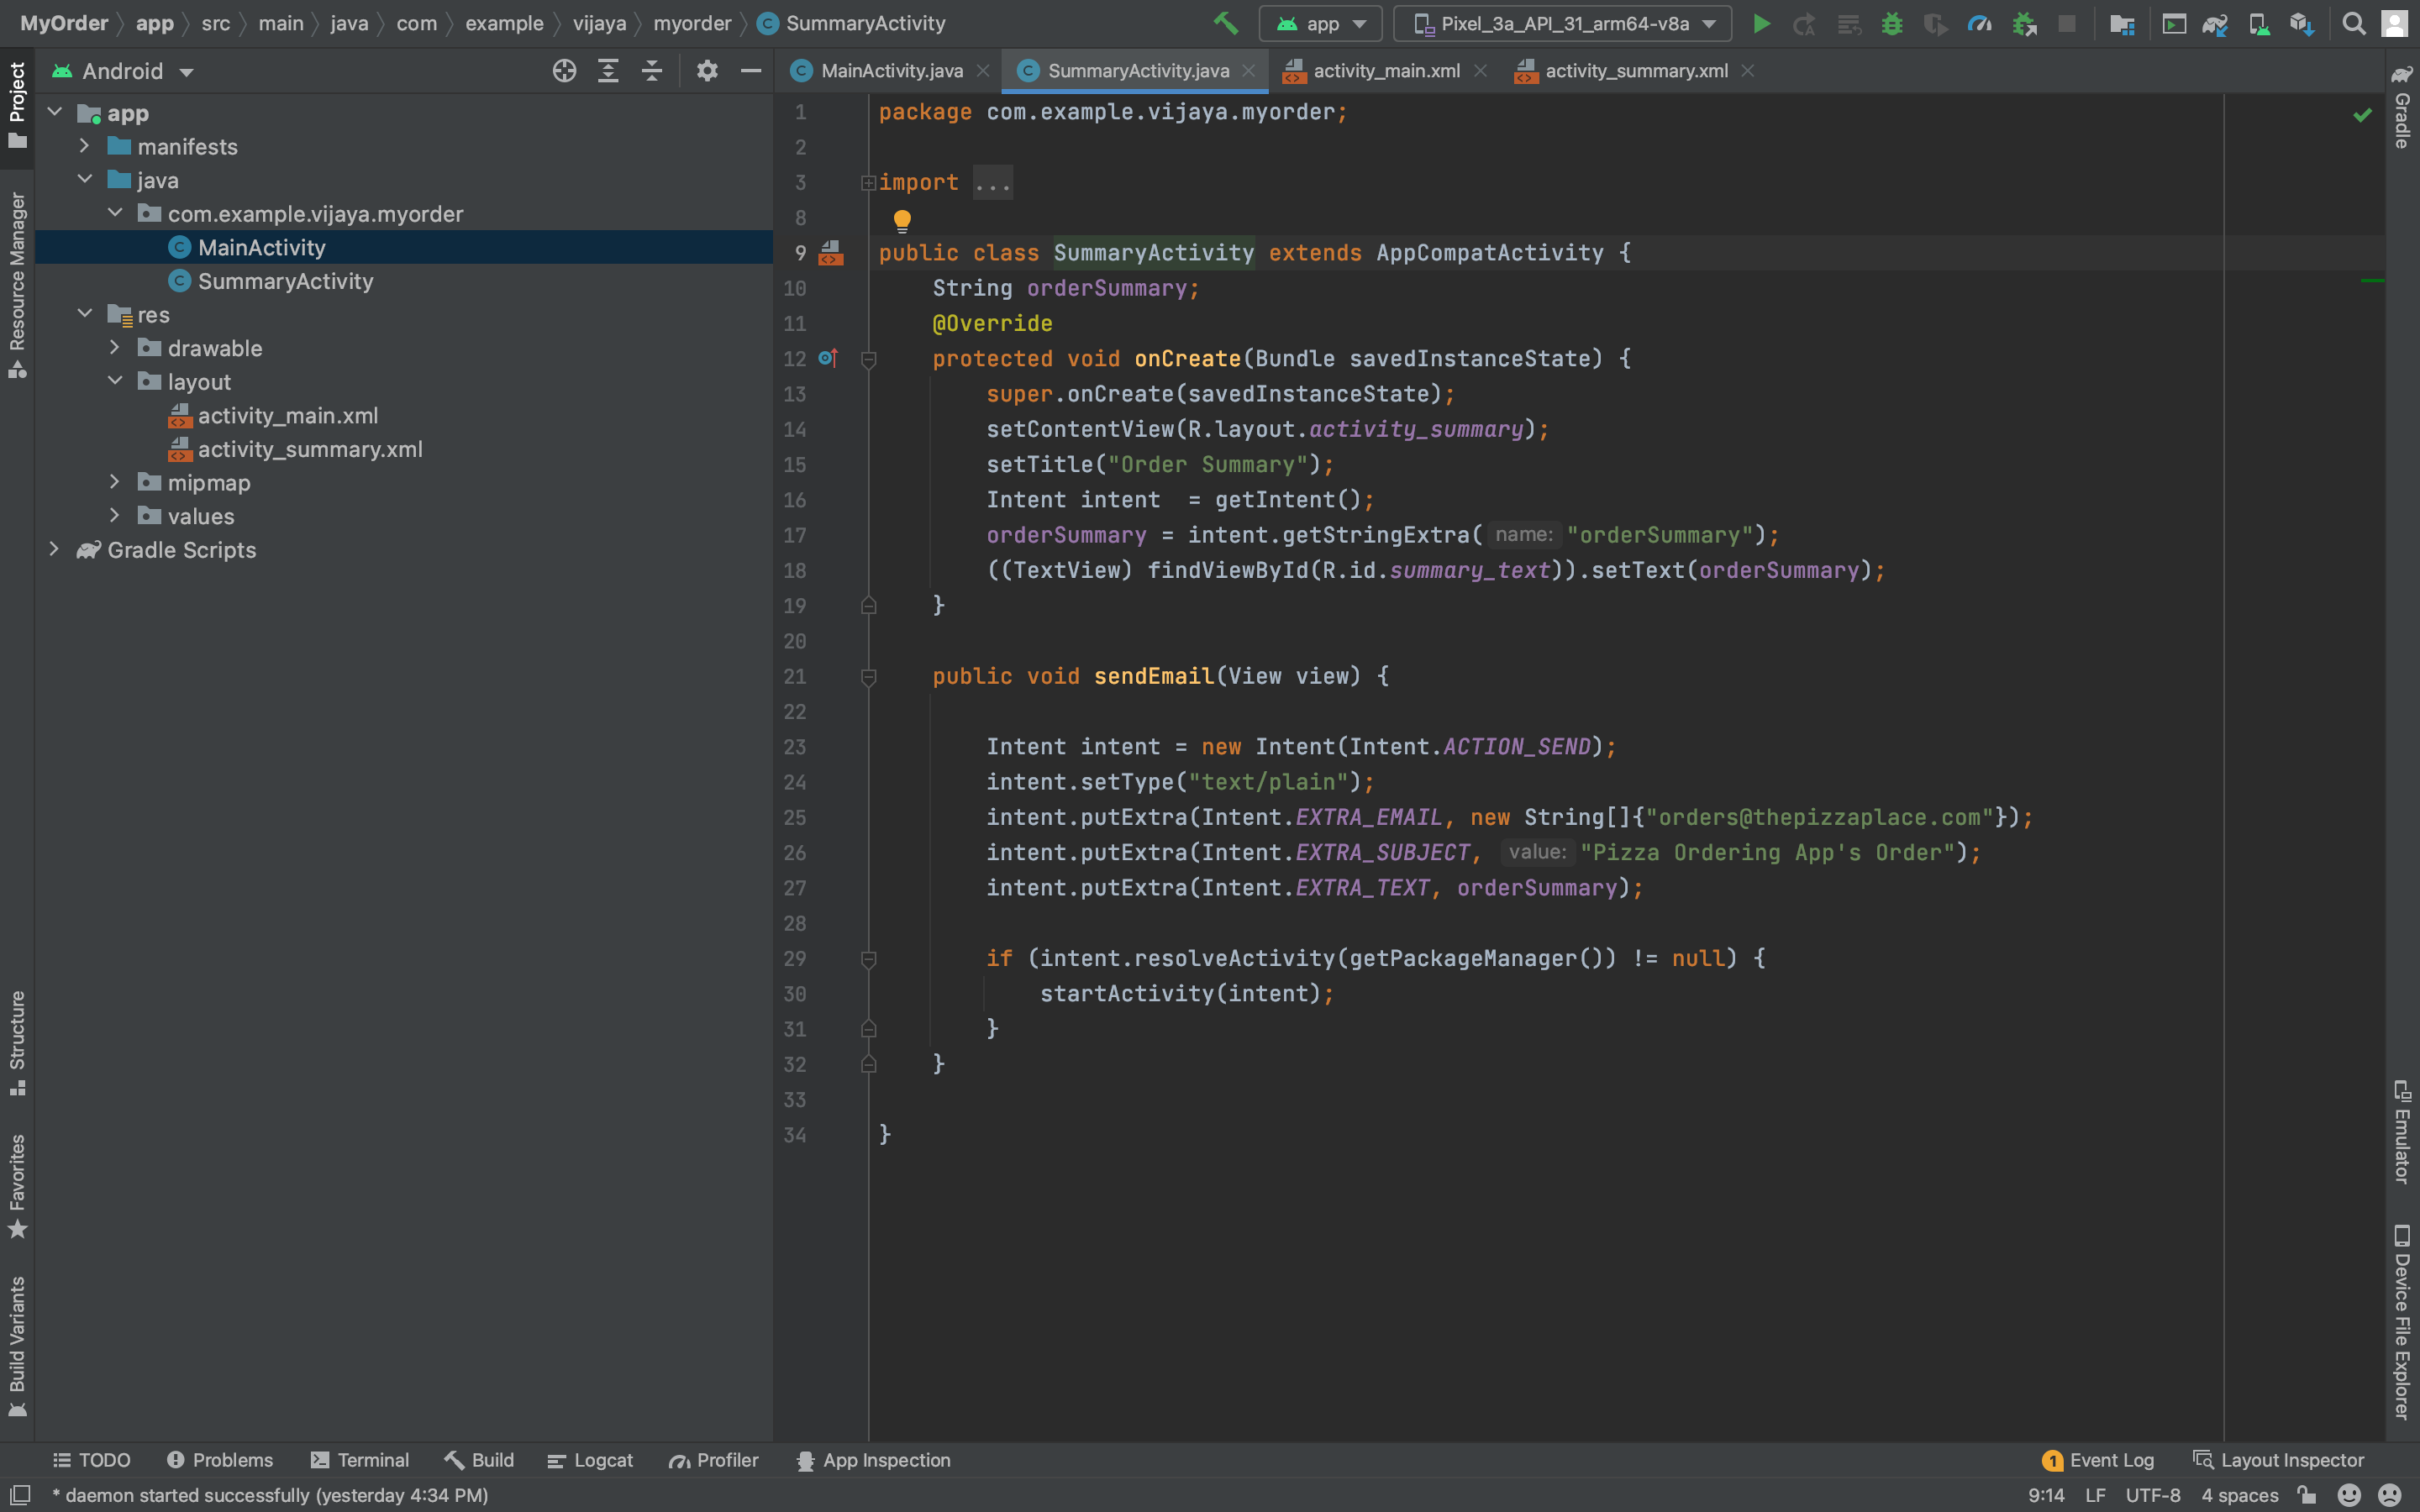 MyOrder app src main java com example vijaya myorder SummaryActivity
app Pixel_3a_API_31_arm64-v8a
Project
Resource Manager
Structure
Favorites
Build Variants
Android
app
manifests
java
com.example.vijaya.myorder
MainActivity
SummaryActivity
res
drawable
layout
activity_main.xml
activity_summary.xml
mipmap
values
Gradle Scripts
MainActivity.java SummaryActivity.java activity_main.xml activity_summary.xml
1 package com.example.vijaya.myorder;
2
3 import ...
8
9 public class SummaryActivity extends AppCompatActivity {
10 String orderSummary;
11 @Override
12 protected void onCreate(Bundle savedInstanceState) {
13 super.onCreate(savedInstanceState);
14 setContentView(R.layout.activity_summary);
15 setTitle("Order Summary");
16 Intent intent  = getIntent();
17 orderSummary = intent.getStringExtra( name: "orderSummary");
18 ((TextView) findViewById(R.id.summary_text)).setText(orderSummary);
19 }
20
21 public void sendEmail(View view) {
22
23 Intent intent = new Intent(Intent.ACTION_SEND);
24 intent.setType("text/plain");
25 intent.putExtra(Intent.EXTRA_EMAIL, new String[]{"orders@thepizzaplace.com"});
26 intent.putExtra(Intent.EXTRA_SUBJECT, value: "Pizza Ordering App's Order");
27 intent.putExtra(Intent.EXTRA_TEXT, orderSummary);
28
29 if (intent.resolveActivity(getPackageManager()) != null) {
30 startActivity(intent);
31 }
32 }
33
34 }
Gradle
Emulator
Device File Explorer
TODO Problems Terminal Build Logcat Profiler App Inspection 1 Event Log Layout Inspector
* daemon started successfully (yesterday 4:34 PM) 9:14 LF UTF-8 4 spaces